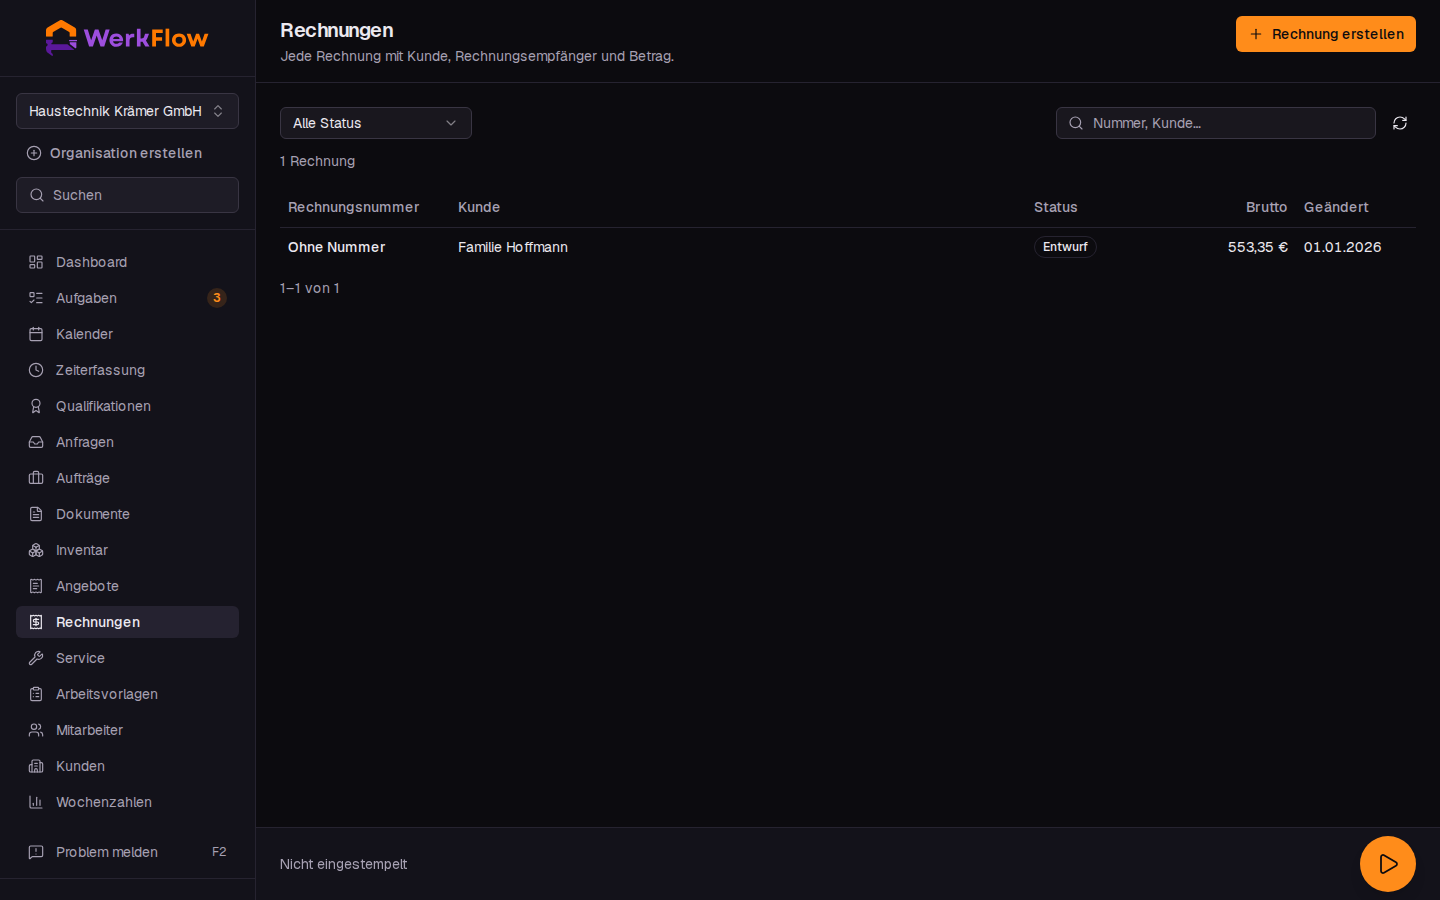 WerkFlow
Haustechnik Krämer GmbH
Organisation erstellen
Suchen
Dashboard
Aufgaben 3
Kalender
Zeiterfassung
Qualifikationen
Anfragen
Aufträge
Dokumente
Inventar
Angebote
Rechnungen
Service
Arbeitsvorlagen
Mitarbeiter
Kunden
Wochenzahlen
Problem melden F2
Rechnungen
Jede Rechnung mit Kunde, Rechnungsempfänger und Betrag.
Rechnung erstellen
Alle Status
Nummer, Kunde...
1 Rechnung
Rechnungsnummer Kunde Status Brutto Geändert
Ohne Nummer Familie Hoffmann Entwurf 553,35 € 01.01.2026
1–1 von 1
Nicht eingestempelt